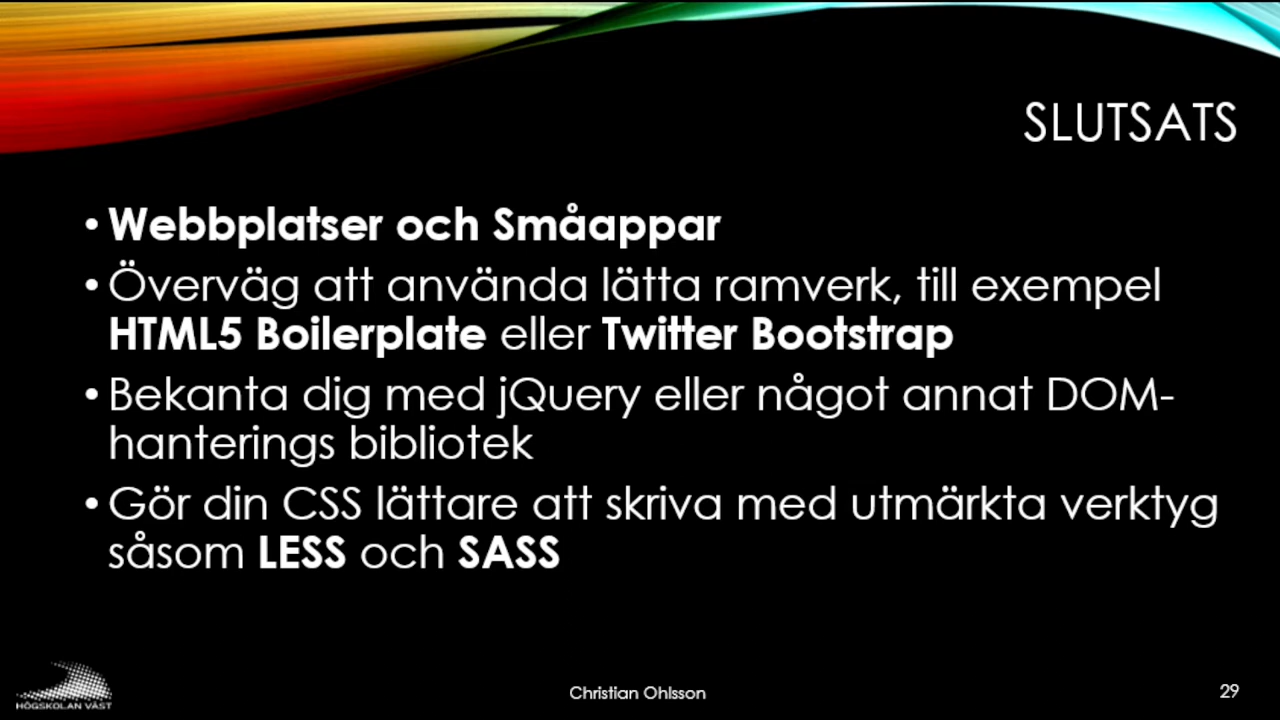 SLUTSATS
• Webbplatser och Småappar
• Överväg att använda lätta ramverk, till exempel
HTML5 Boilerplate eller Twitter Bootstrap
• Bekanta dig med jQuery eller något annat DOM-
hanterings bibliotek
• Gör din CSS lättare att skriva med utmärkta verktyg
såsom LESS och SASS
HÖGSKOLAN VÄST
Christian Ohlsson
29